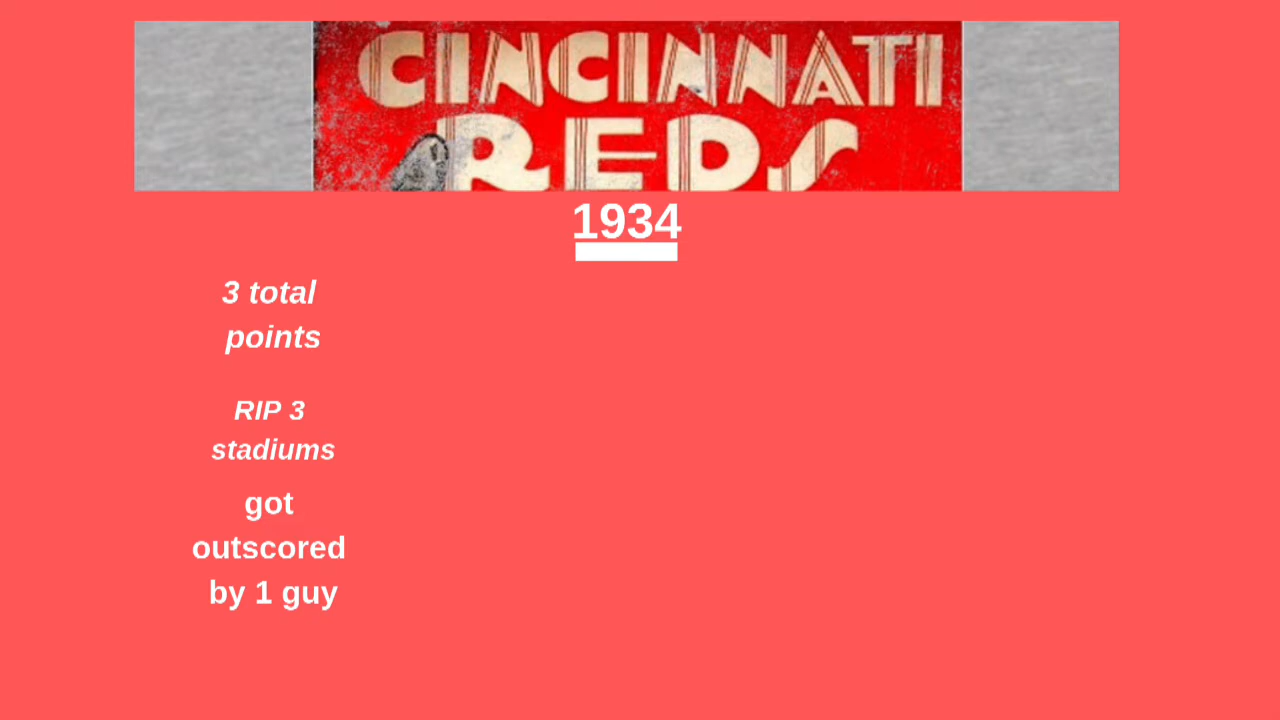 CINCINNATI
REDS
1934
3 total
points
RIP 3
stadiums
got
outscored
by 1 guy